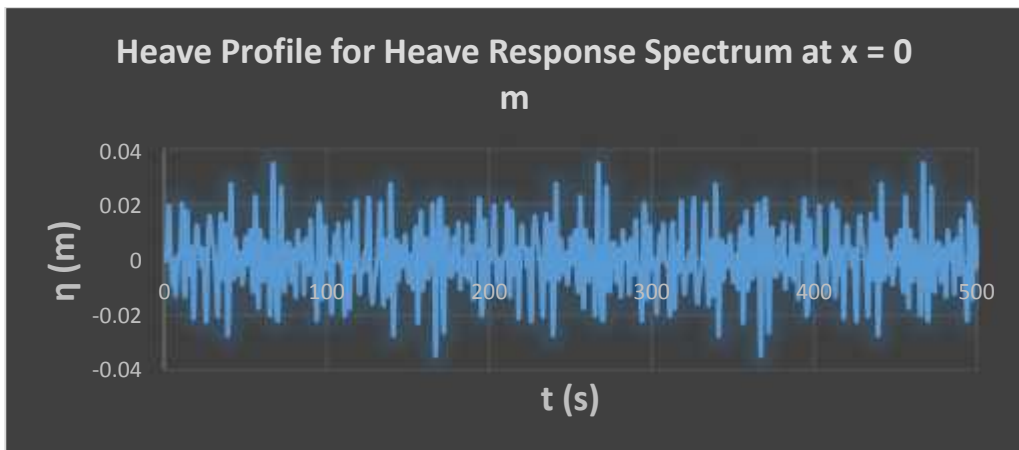 Heave Profile for Heave Response Spectrum at x = 0
m
0.04
0.02
0
-0.02
-0.04
η (m)
0
100
200
300
400
500
t (s)